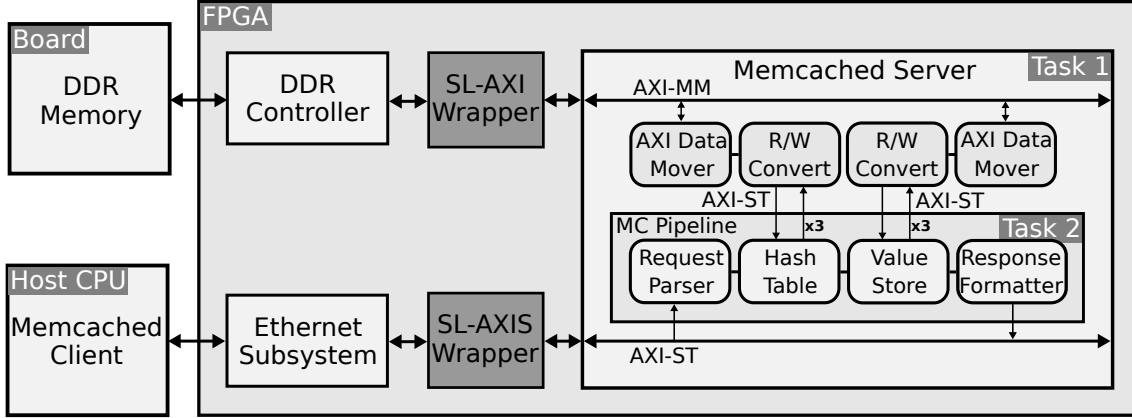 FPGA
Board
DDR
Memory
DDR
Controller
SL-AXI
Wrapper
Memcached Server
Task 1
AXI-MM
AXI Data
Mover
R/W
Convert
R/W
Convert
AXI Data
Mover
AXI-ST
AXI-ST
MC Pipeline
x3
x3
Task 2
Request
Parser
Hash
Table
Value
Store
Response
Formatter
AXI-ST
Host CPU
Memcached
Client
Ethernet
Subsystem
SL-AXIS
Wrapper